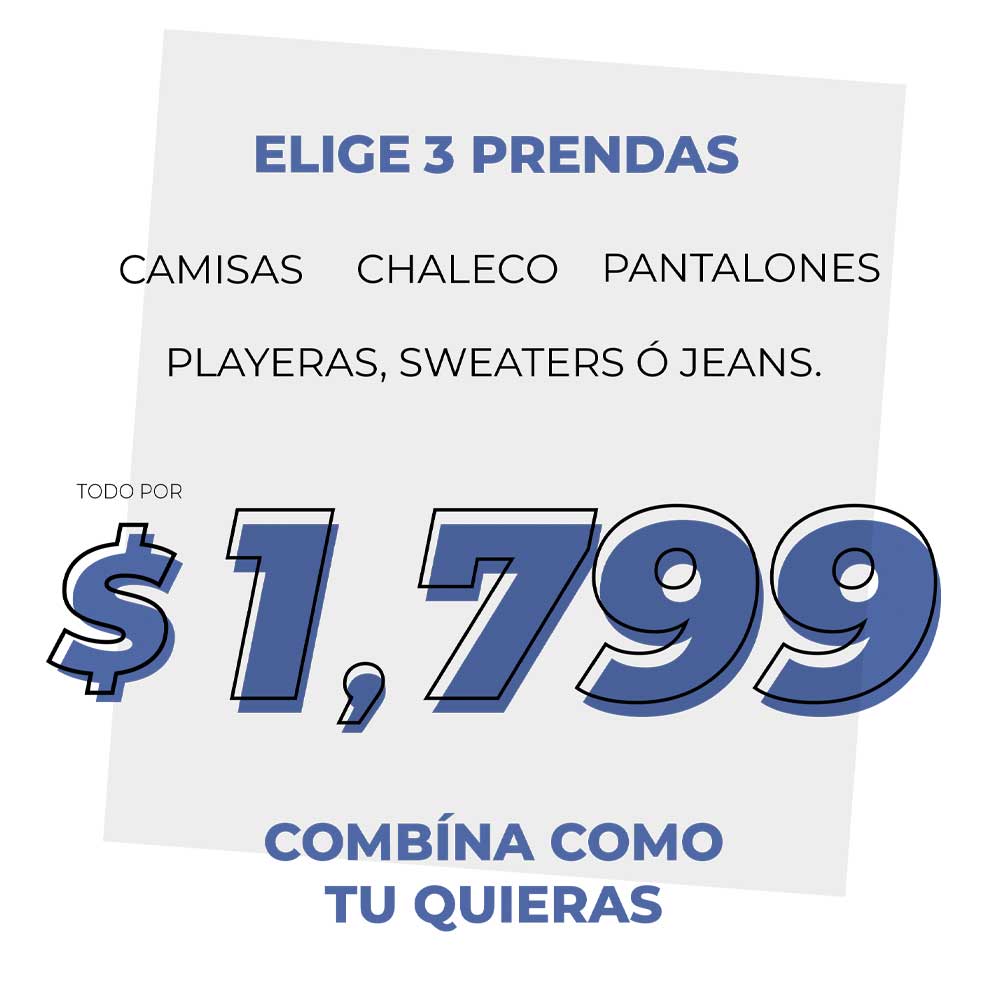 ELIGE 3 PRENDAS
CAMISAS CHALECO PANTALONES
PLAYERAS, SWEATERS Ó JEANS.
TODO POR
$1,799
COMBÍNA COMO
TU QUIERAS